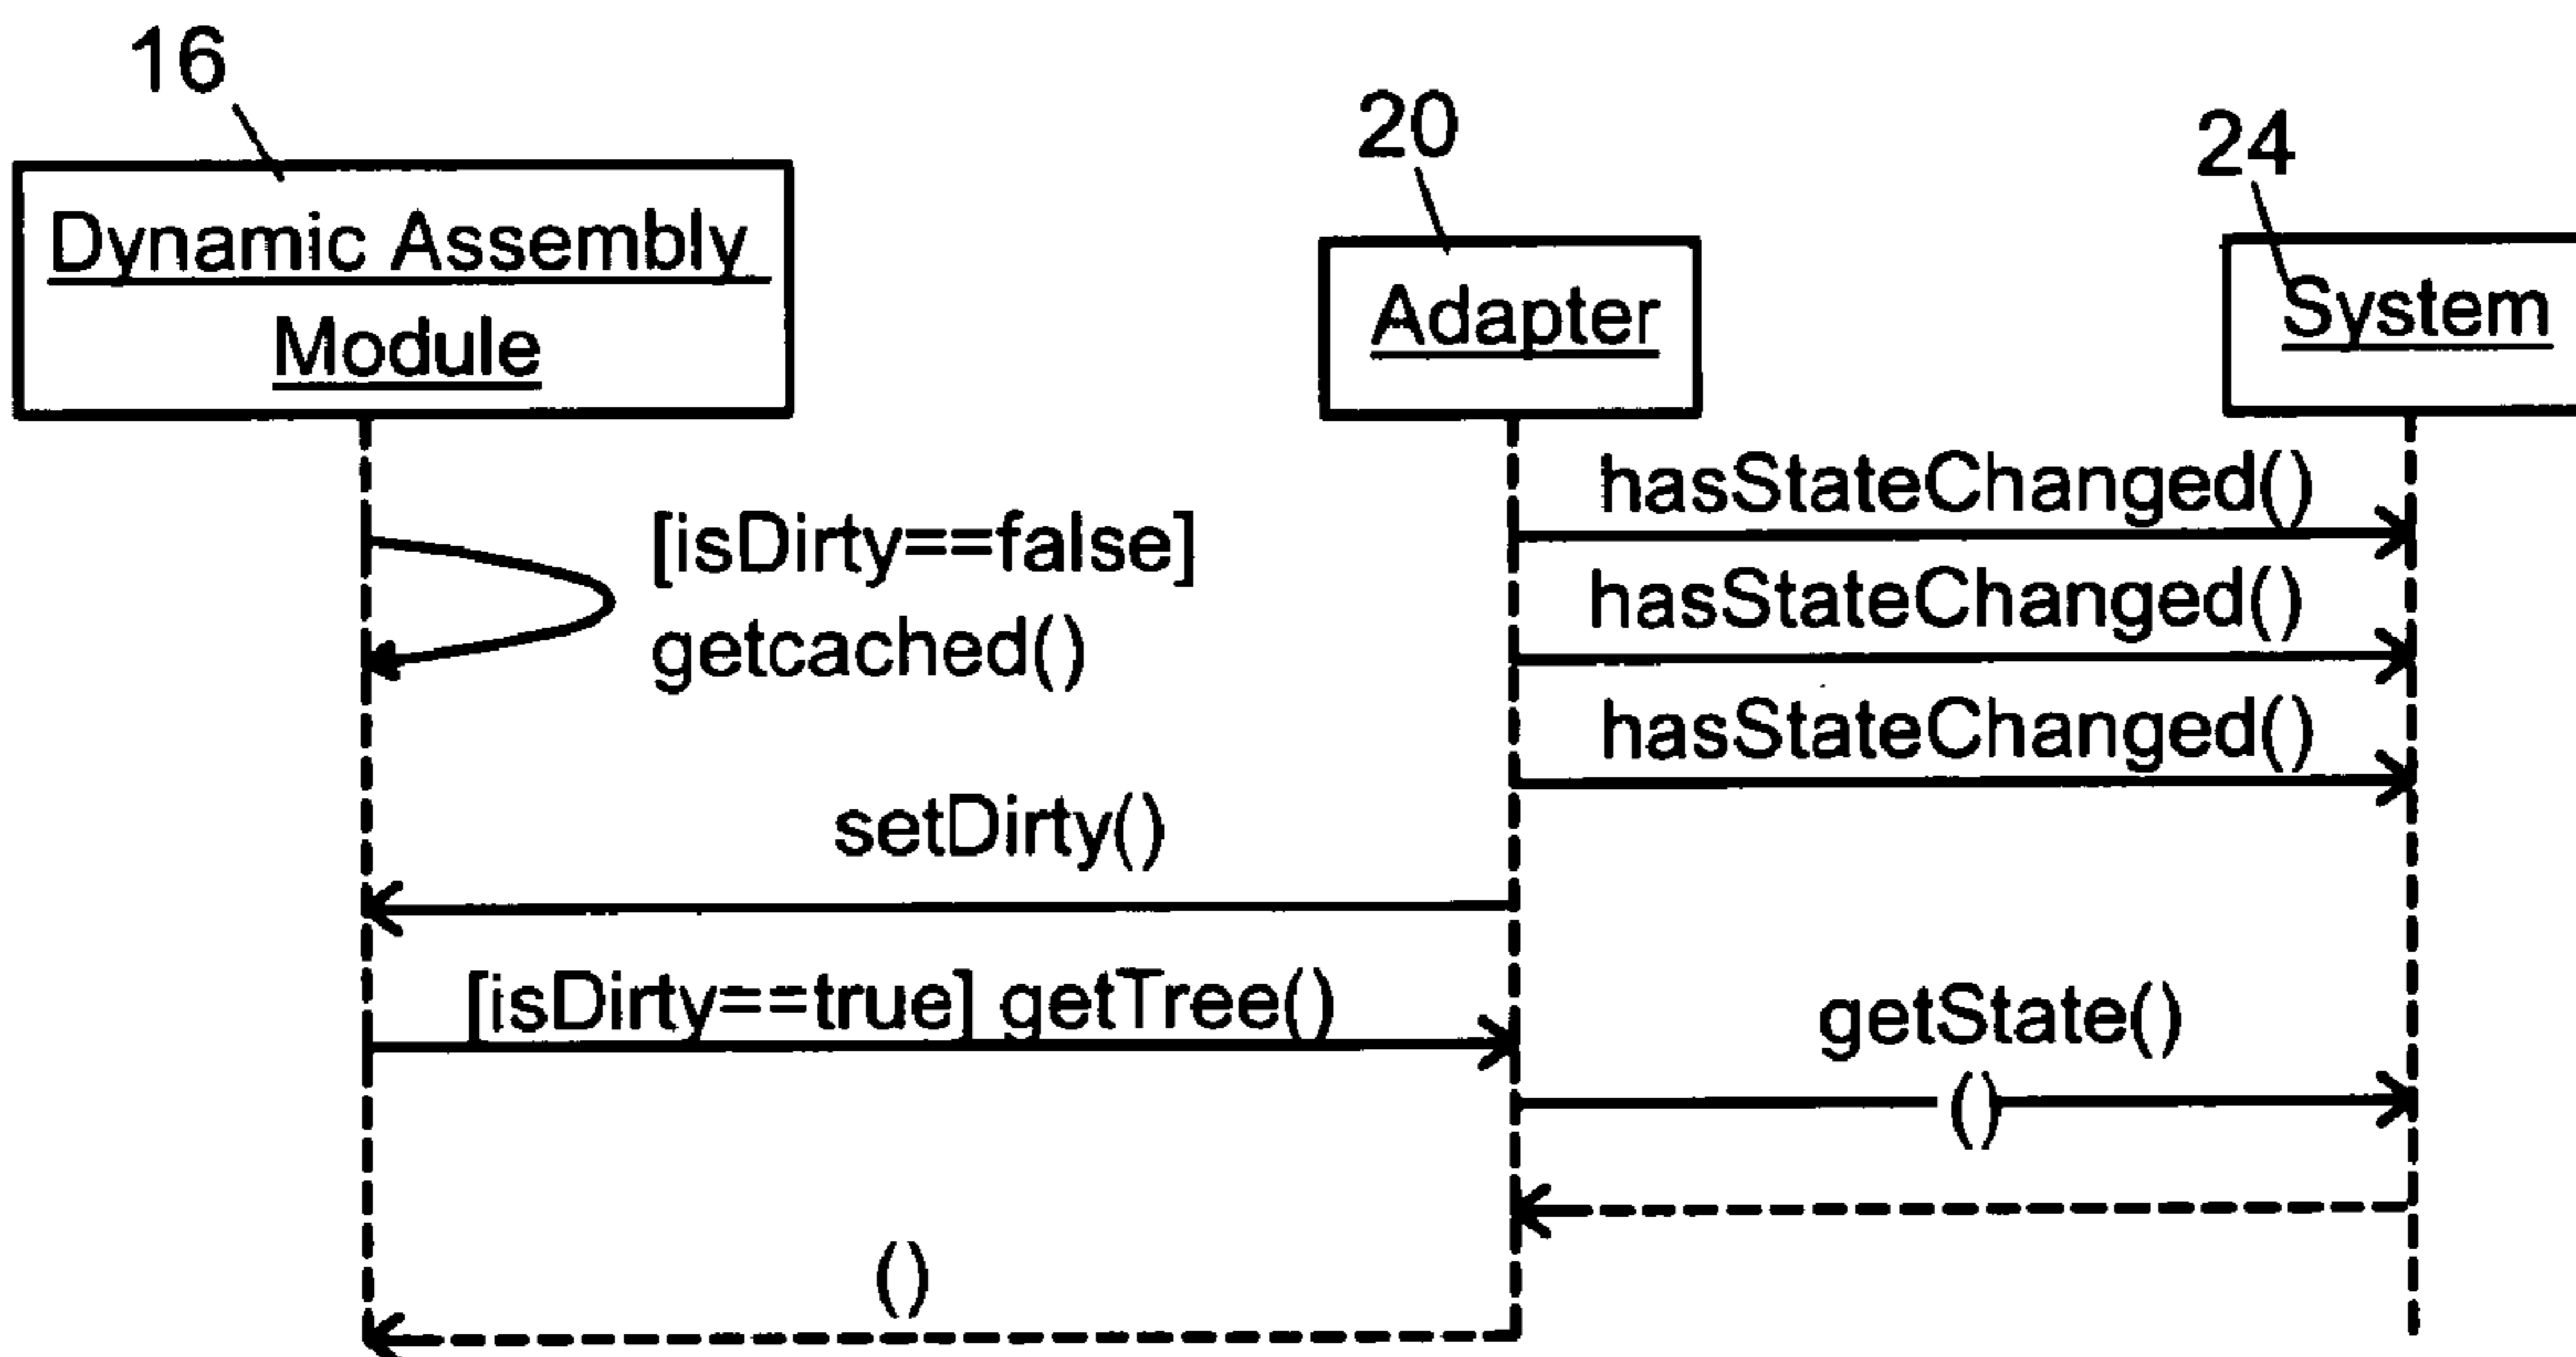 16
20
24
Dynamic Assembly
Module
Adapter
System
hasStateChanged()
[isDirty==false]
hasStateChanged()
getcached()
hasStateChanged()
setDirty()
[isDirty==true] getTree()
getState()
()
()